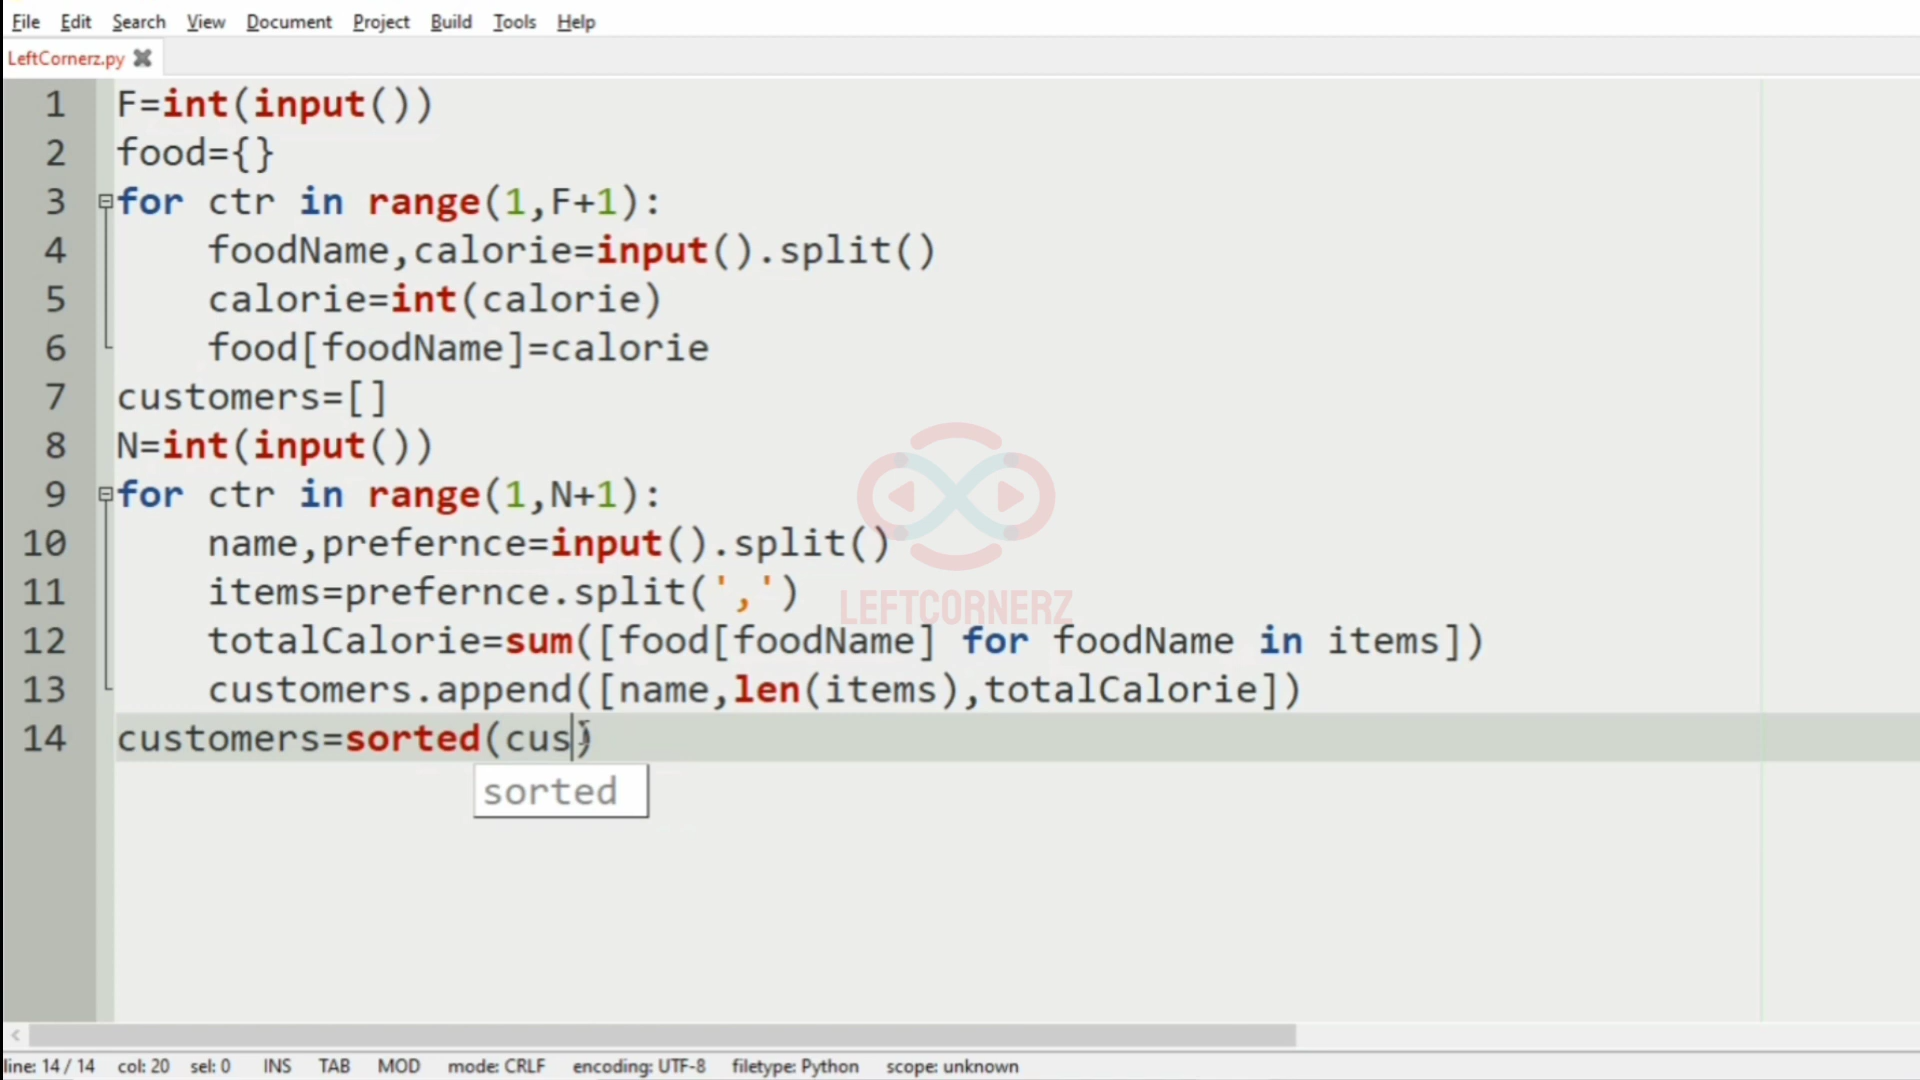 File Edit Search View Document Project Build Tools Help
LeftCornerz.py
1 F=int(input())
2 food={}
3 for ctr in range(1,F+1):
4 foodName,calorie=input().split()
5 calorie=int(calorie)
6 food[foodName]=calorie
7 customers=[]
8 N=int(input())
9 for ctr in range(1,N+1):
10 name,prefernce=input().split()
11 items=prefernce.split(',')
LEFTCORNERZ
12 totalCalorie=sum([food[foodName] for foodName in items])
13 customers.append([name,len(items),totalCalorie])
14 customers=sorted(cus)
sorted
line: 14 / 14 col: 20 sel: 0 INS TAB MOD mode: CRLF encoding: UTF-8 filetype: Python scope: unknown